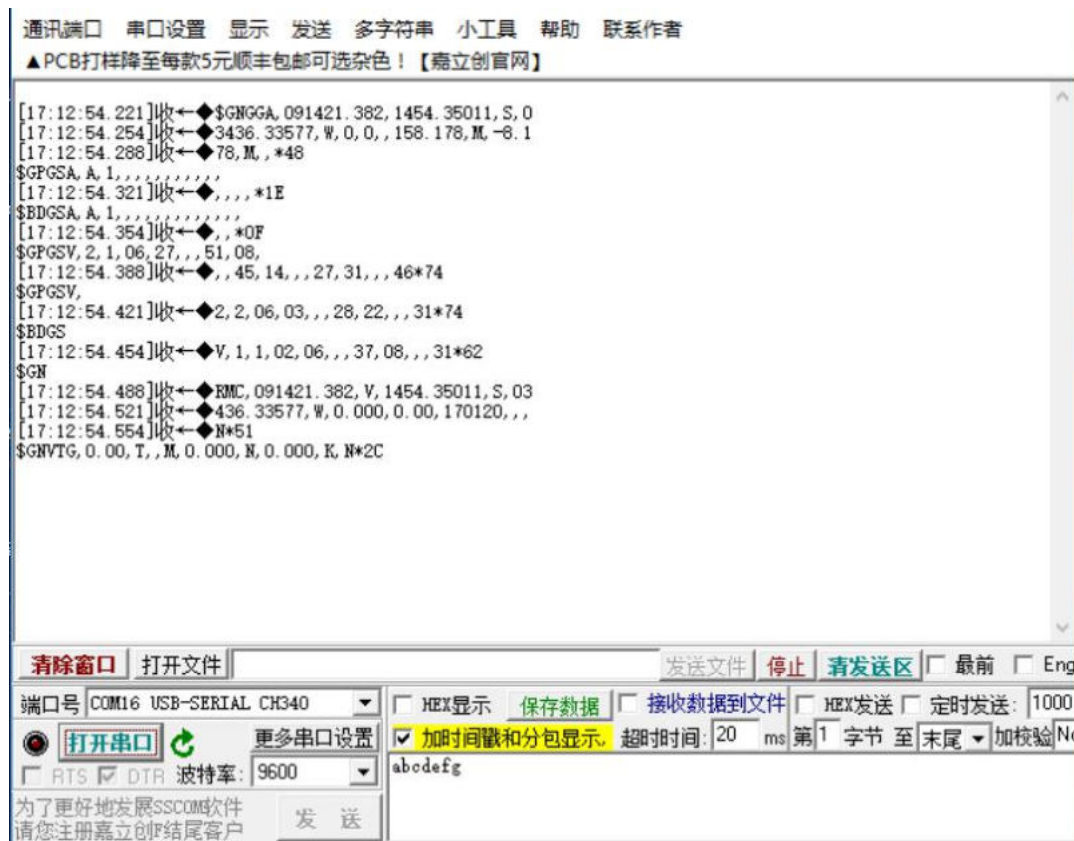 通讯端口 串口设置 显示 发送 多字符串 小工具 帮助 联系作者
▲PCB打样降至每款5元顺丰包邮可选杂色！【嘉立创官网】
[17:12:54.221]收←◆$GNGGA,091421.382,1454.35011,S,0
[17:12:54.254]收←◆3436.33577,W,0,0,,158.178,M,-8.1
[17:12:54.288]收←◆78,M,,*48
$GPGSA,A,1,,,,,,,,,,,
[17:12:54.321]收←◆,,,,*1E
$BDGSA,A,1,,,,,,,,,,,,,
[17:12:54.354]收←◆,,*0F
$GPGSV,2,1,06,27,,,51,08,
[17:12:54.388]收←◆,,45,14,,,27,31,,,46*74
$GPGSV,
[17:12:54.421]收←◆2,2,06,03,,,28,22,,,31*74
$BDGS
[17:12:54.454]收←◆V,1,1,02,06,,,37,08,,,31*62
$GN
[17:12:54.488]收←◆RMC,091421.382,V,1454.35011,S,03
[17:12:54.521]收←◆436.33577,W,0.000,0.00,170120,,,
[17:12:54.554]收←◆N*51
$GNVTG,0.00,T,,M,0.000,N,0.000,K,N*2C
清除窗口 打开文件 发送文件 停止 清发送区 最前 Eng
端口号 COM16 USB-SERIAL CH340 HEX显示 保存数据 接收数据到文件 HEX发送 定时发送: 1000
打开串口 更多串口设置 加时间戳和分包显示, 超时时间: 20 ms 第1 字节 至 末尾 加校验 No
RTS DTR 波特率: 9600 abcdefg
为了更好地发展SSCOM软件
请您注册嘉立创F结尾客户 发 送